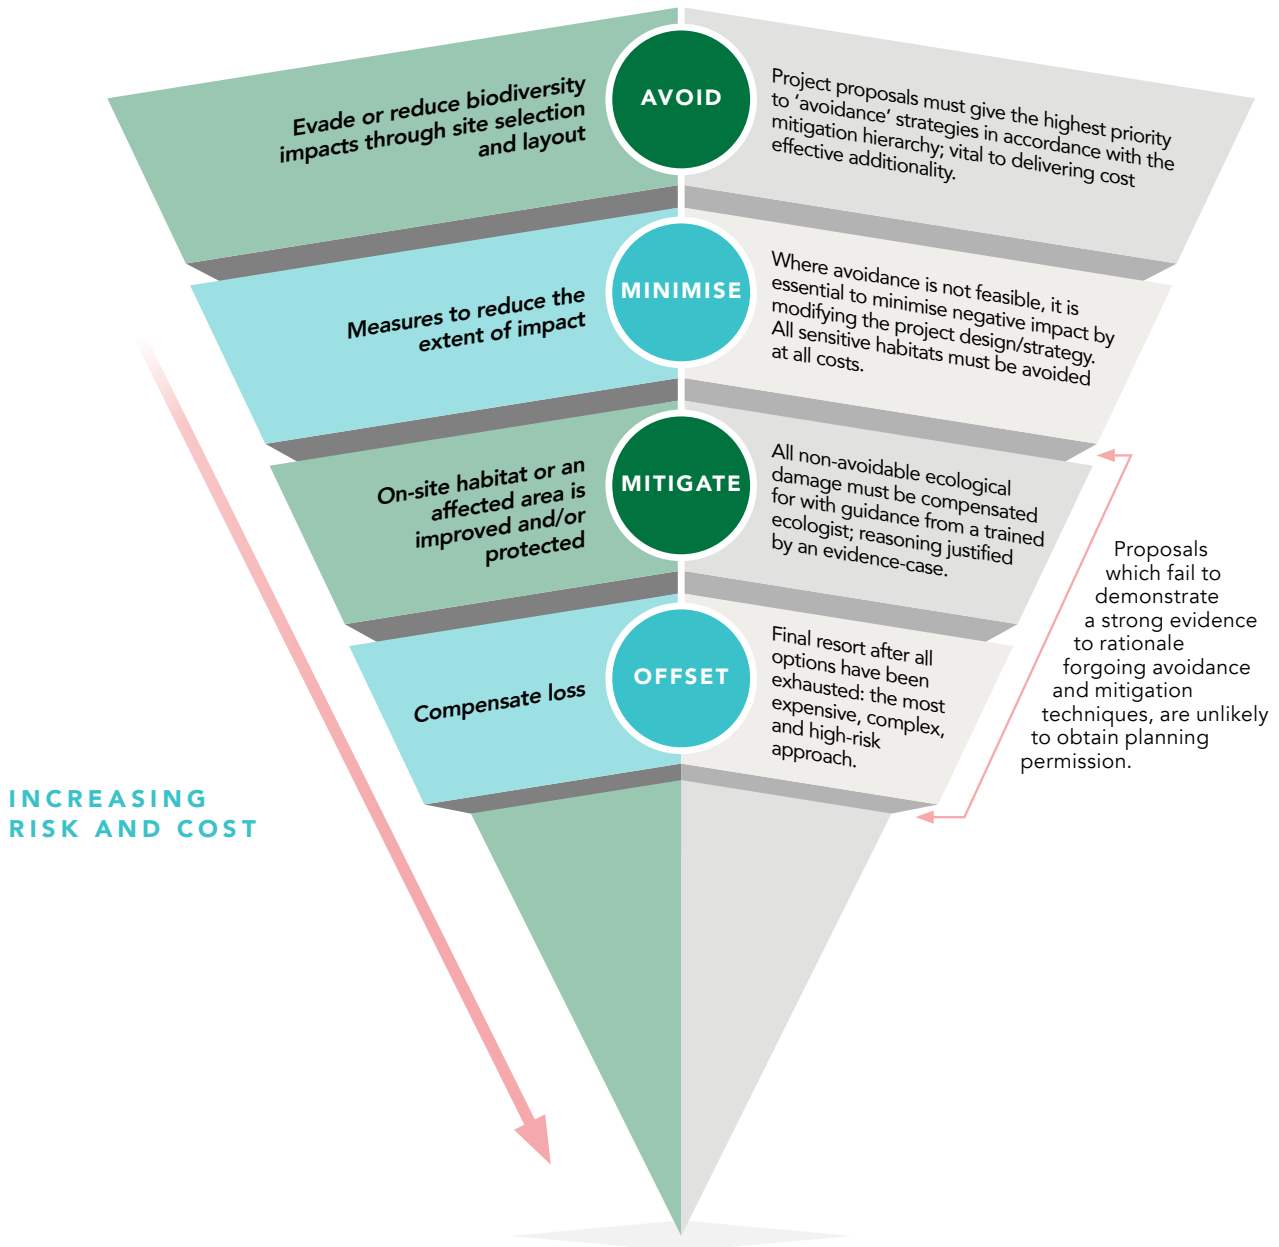 Evade or reduce biodiversity
impacts through site selection
and layout
AVOID
Project proposals must give the highest priority
to ‘avoidance’ strategies in accordance with the
mitigation hierarchy; vital to delivering cost
effective additionality.
Measures to reduce the
extent of impact
MINIMISE
Where avoidance is not feasible, it is
essential to minimise negative impact by
modifying the project design/strategy.
All sensitive habitats must be avoided
at all costs.
On-site habitat or an
affected area is
improved and/or
protected
MITIGATE
All non-avoidable ecological
damage must be compensated
for with guidance from a trained
ecologist; reasoning justified
by an evidence-case.
Proposals
which fail to
demonstrate
a strong evidence
to rationale
forgoing avoidance
and mitigation
techniques, are unlikely
to obtain planning
permission.
Compensate loss
OFFSET
Final resort after all
options have been
exhausted: the most
expensive, complex,
and high-risk
approach.
INCREASING
RISK AND COST